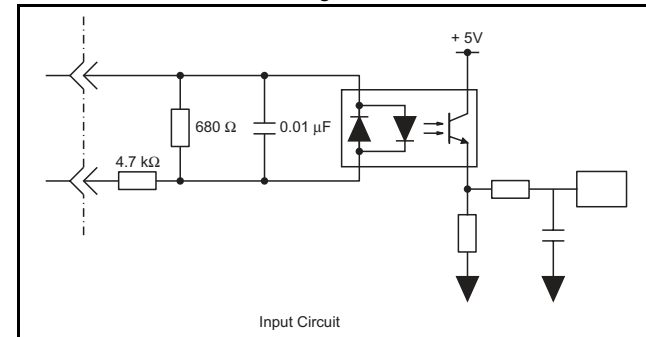 + 5V
680 Ω
0.01 μF
4.7 kΩ
Input Circuit